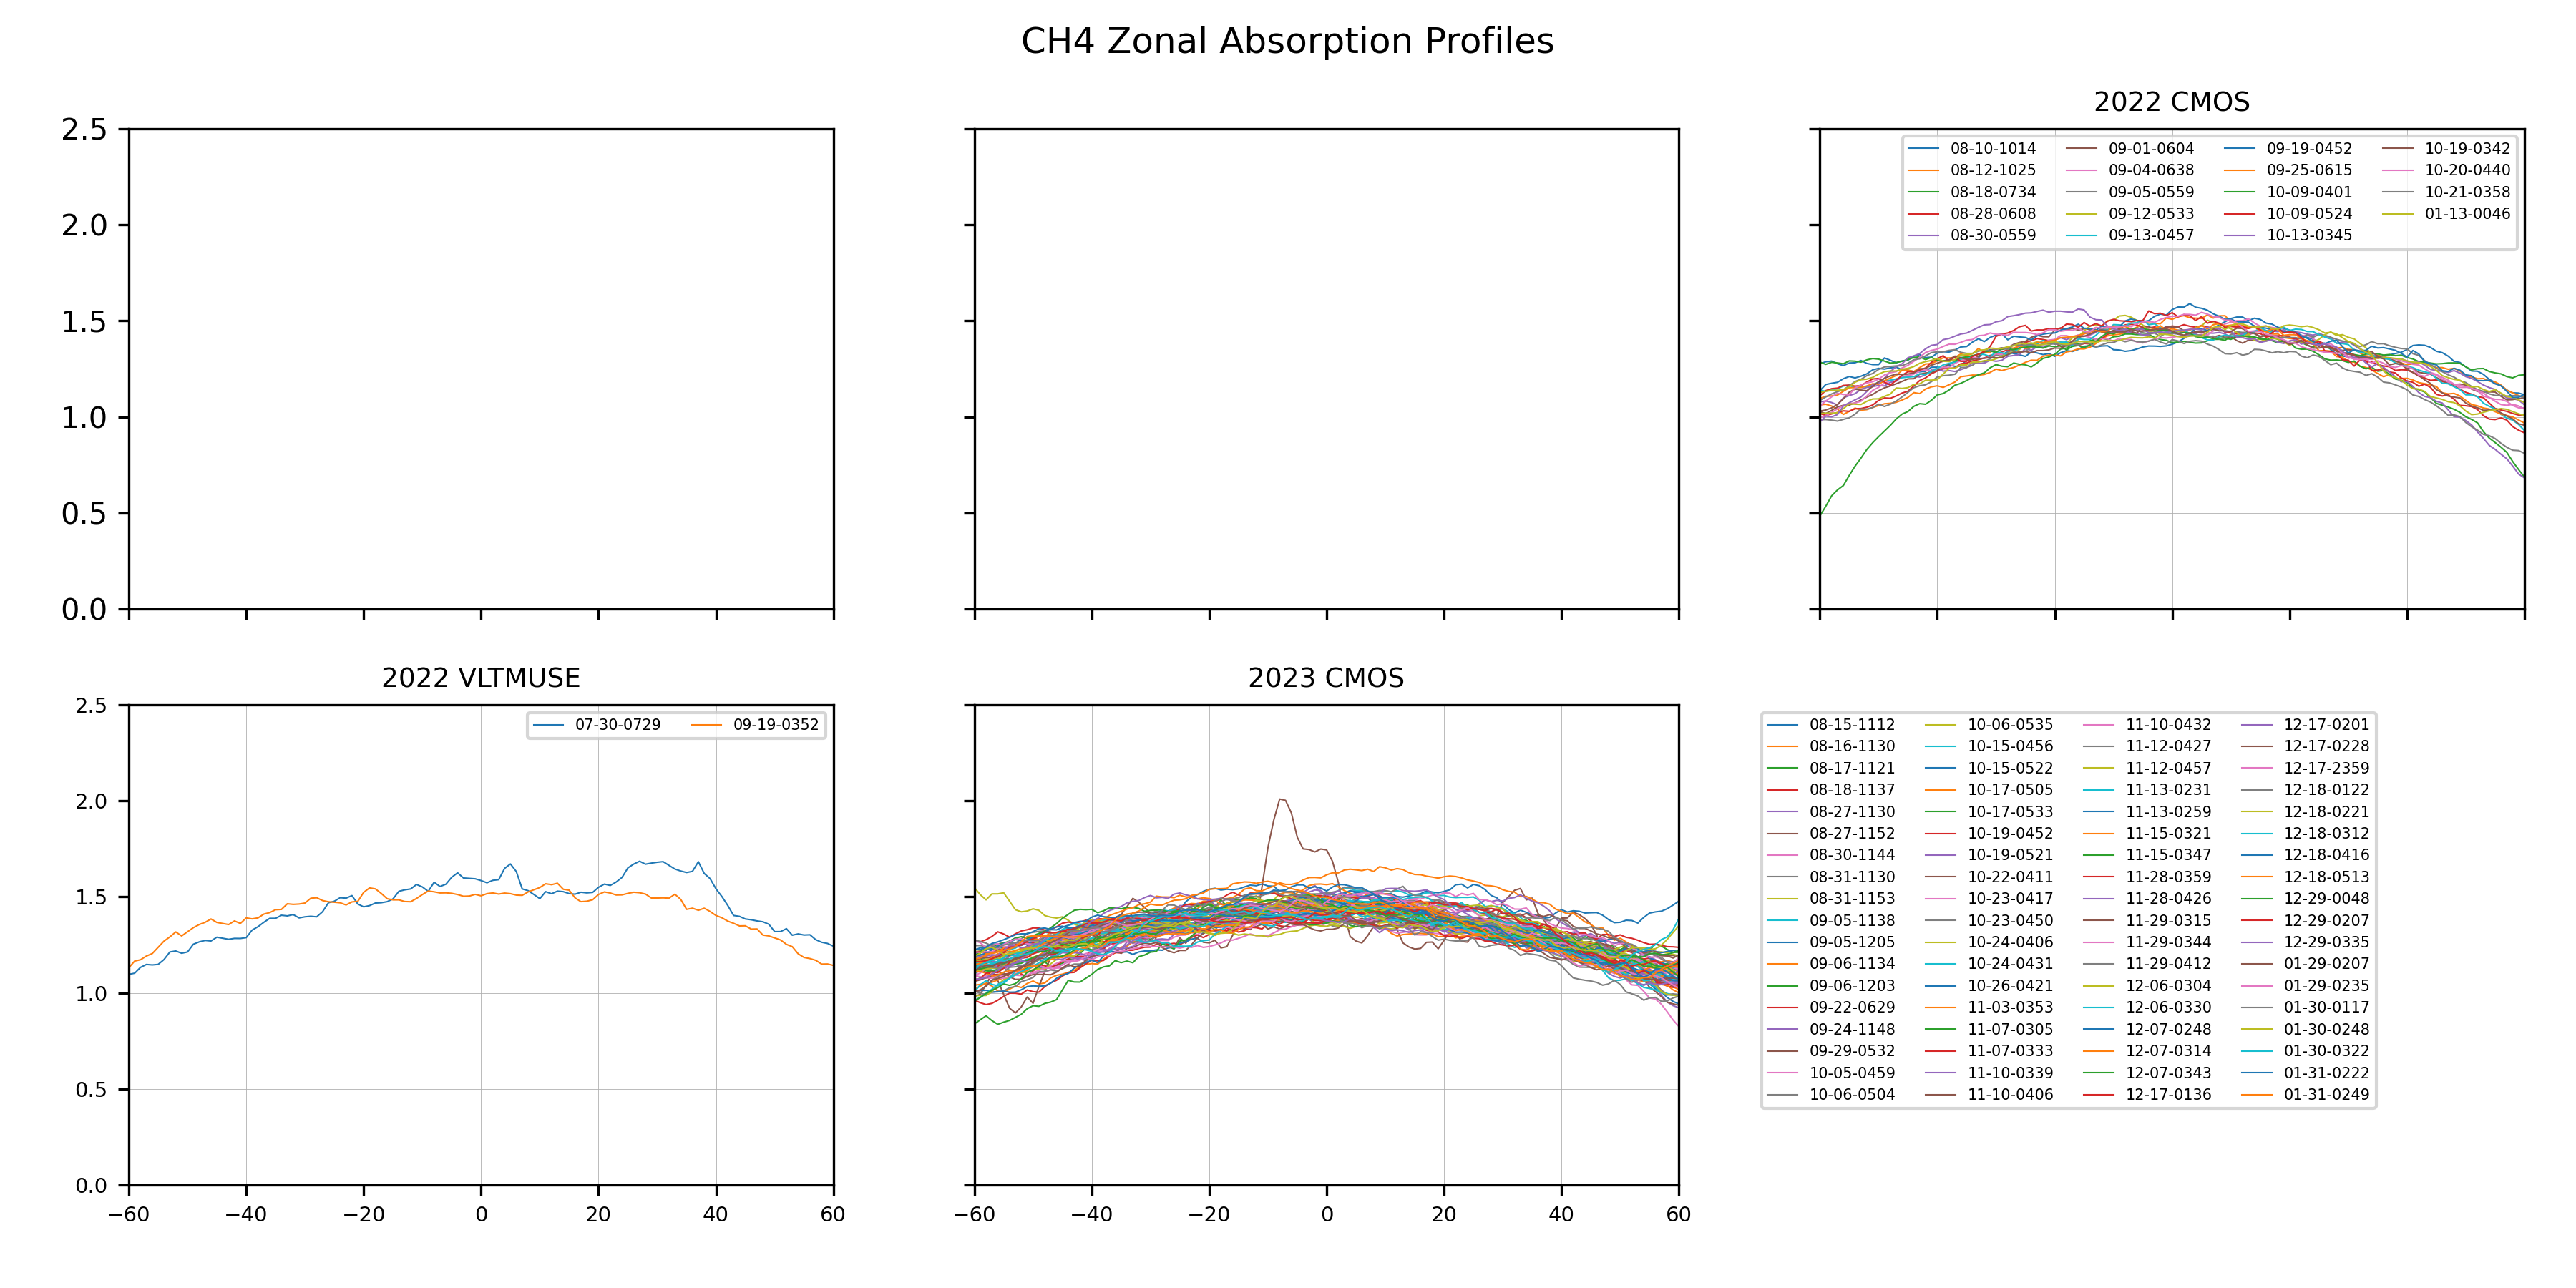 CH4 Zonal Absorption Profiles
2.5
2.0
1.5
1.0
0.5
0.0
2022 CMOS
08-10-1014 09-01-0604 09-19-0452 10-19-0342
08-12-1025 09-04-0638 09-25-0615 10-20-0440
08-18-0734 09-05-0559 10-09-0401 10-21-0358
08-28-0608 09-12-0533 10-09-0524 01-13-0046
08-30-0559 09-13-0457 10-13-0345
2022 VLTMUSE
07-30-0729 09-19-0352
2.5
2.0
1.5
1.0
0.5
0.0
−60 −40 −20 0 20 40 60
2023 CMOS
−60 −40 −20 0 20 40 60
08-15-1112 10-06-0535 11-10-0432 12-17-0201
08-16-1130 10-15-0456 11-12-0427 12-17-0228
08-17-1121 10-15-0522 11-12-0457 12-17-2359
08-18-1137 10-17-0505 11-13-0231 12-18-0122
08-27-1130 10-17-0533 11-13-0259 12-18-0221
08-27-1152 10-19-0452 11-15-0321 12-18-0312
08-30-1144 10-19-0521 11-15-0347 12-18-0416
08-31-1130 10-22-0411 11-28-0359 12-18-0513
08-31-1153 10-23-0417 11-28-0426 12-29-0048
09-05-1138 10-23-0450 11-29-0315 12-29-0207
09-05-1205 10-24-0406 11-29-0344 12-29-0335
09-06-1134 10-24-0431 11-29-0412 01-29-0207
09-06-1203 10-26-0421 12-06-0304 01-29-0235
09-22-0629 11-03-0353 12-06-0330 01-30-0117
09-24-1148 11-07-0305 12-07-0248 01-30-0248
09-29-0532 11-07-0333 12-07-0314 01-30-0322
10-05-0459 11-10-0339 12-07-0343 01-31-0222
10-06-0504 11-10-0406 12-17-0136 01-31-0249